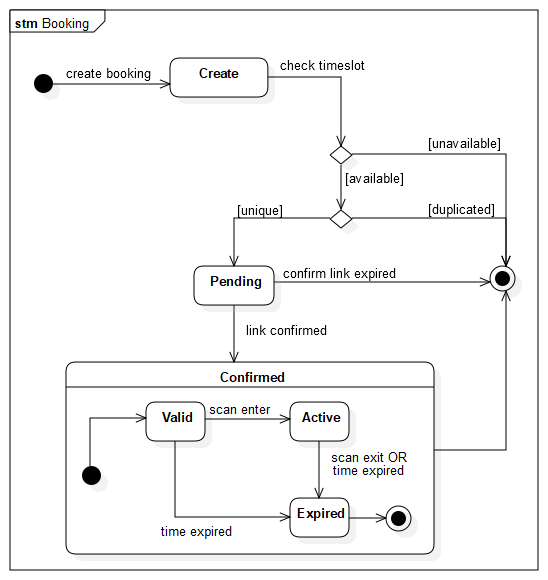 stm Booking
create booking
Create
check timeslot
[unavailable]
[available]
[unique]
[duplicated]
Pending
confirm link expired
link confirmed
Confirmed
Valid
scan enter
Active
scan exit OR
time expired
Expired
time expired